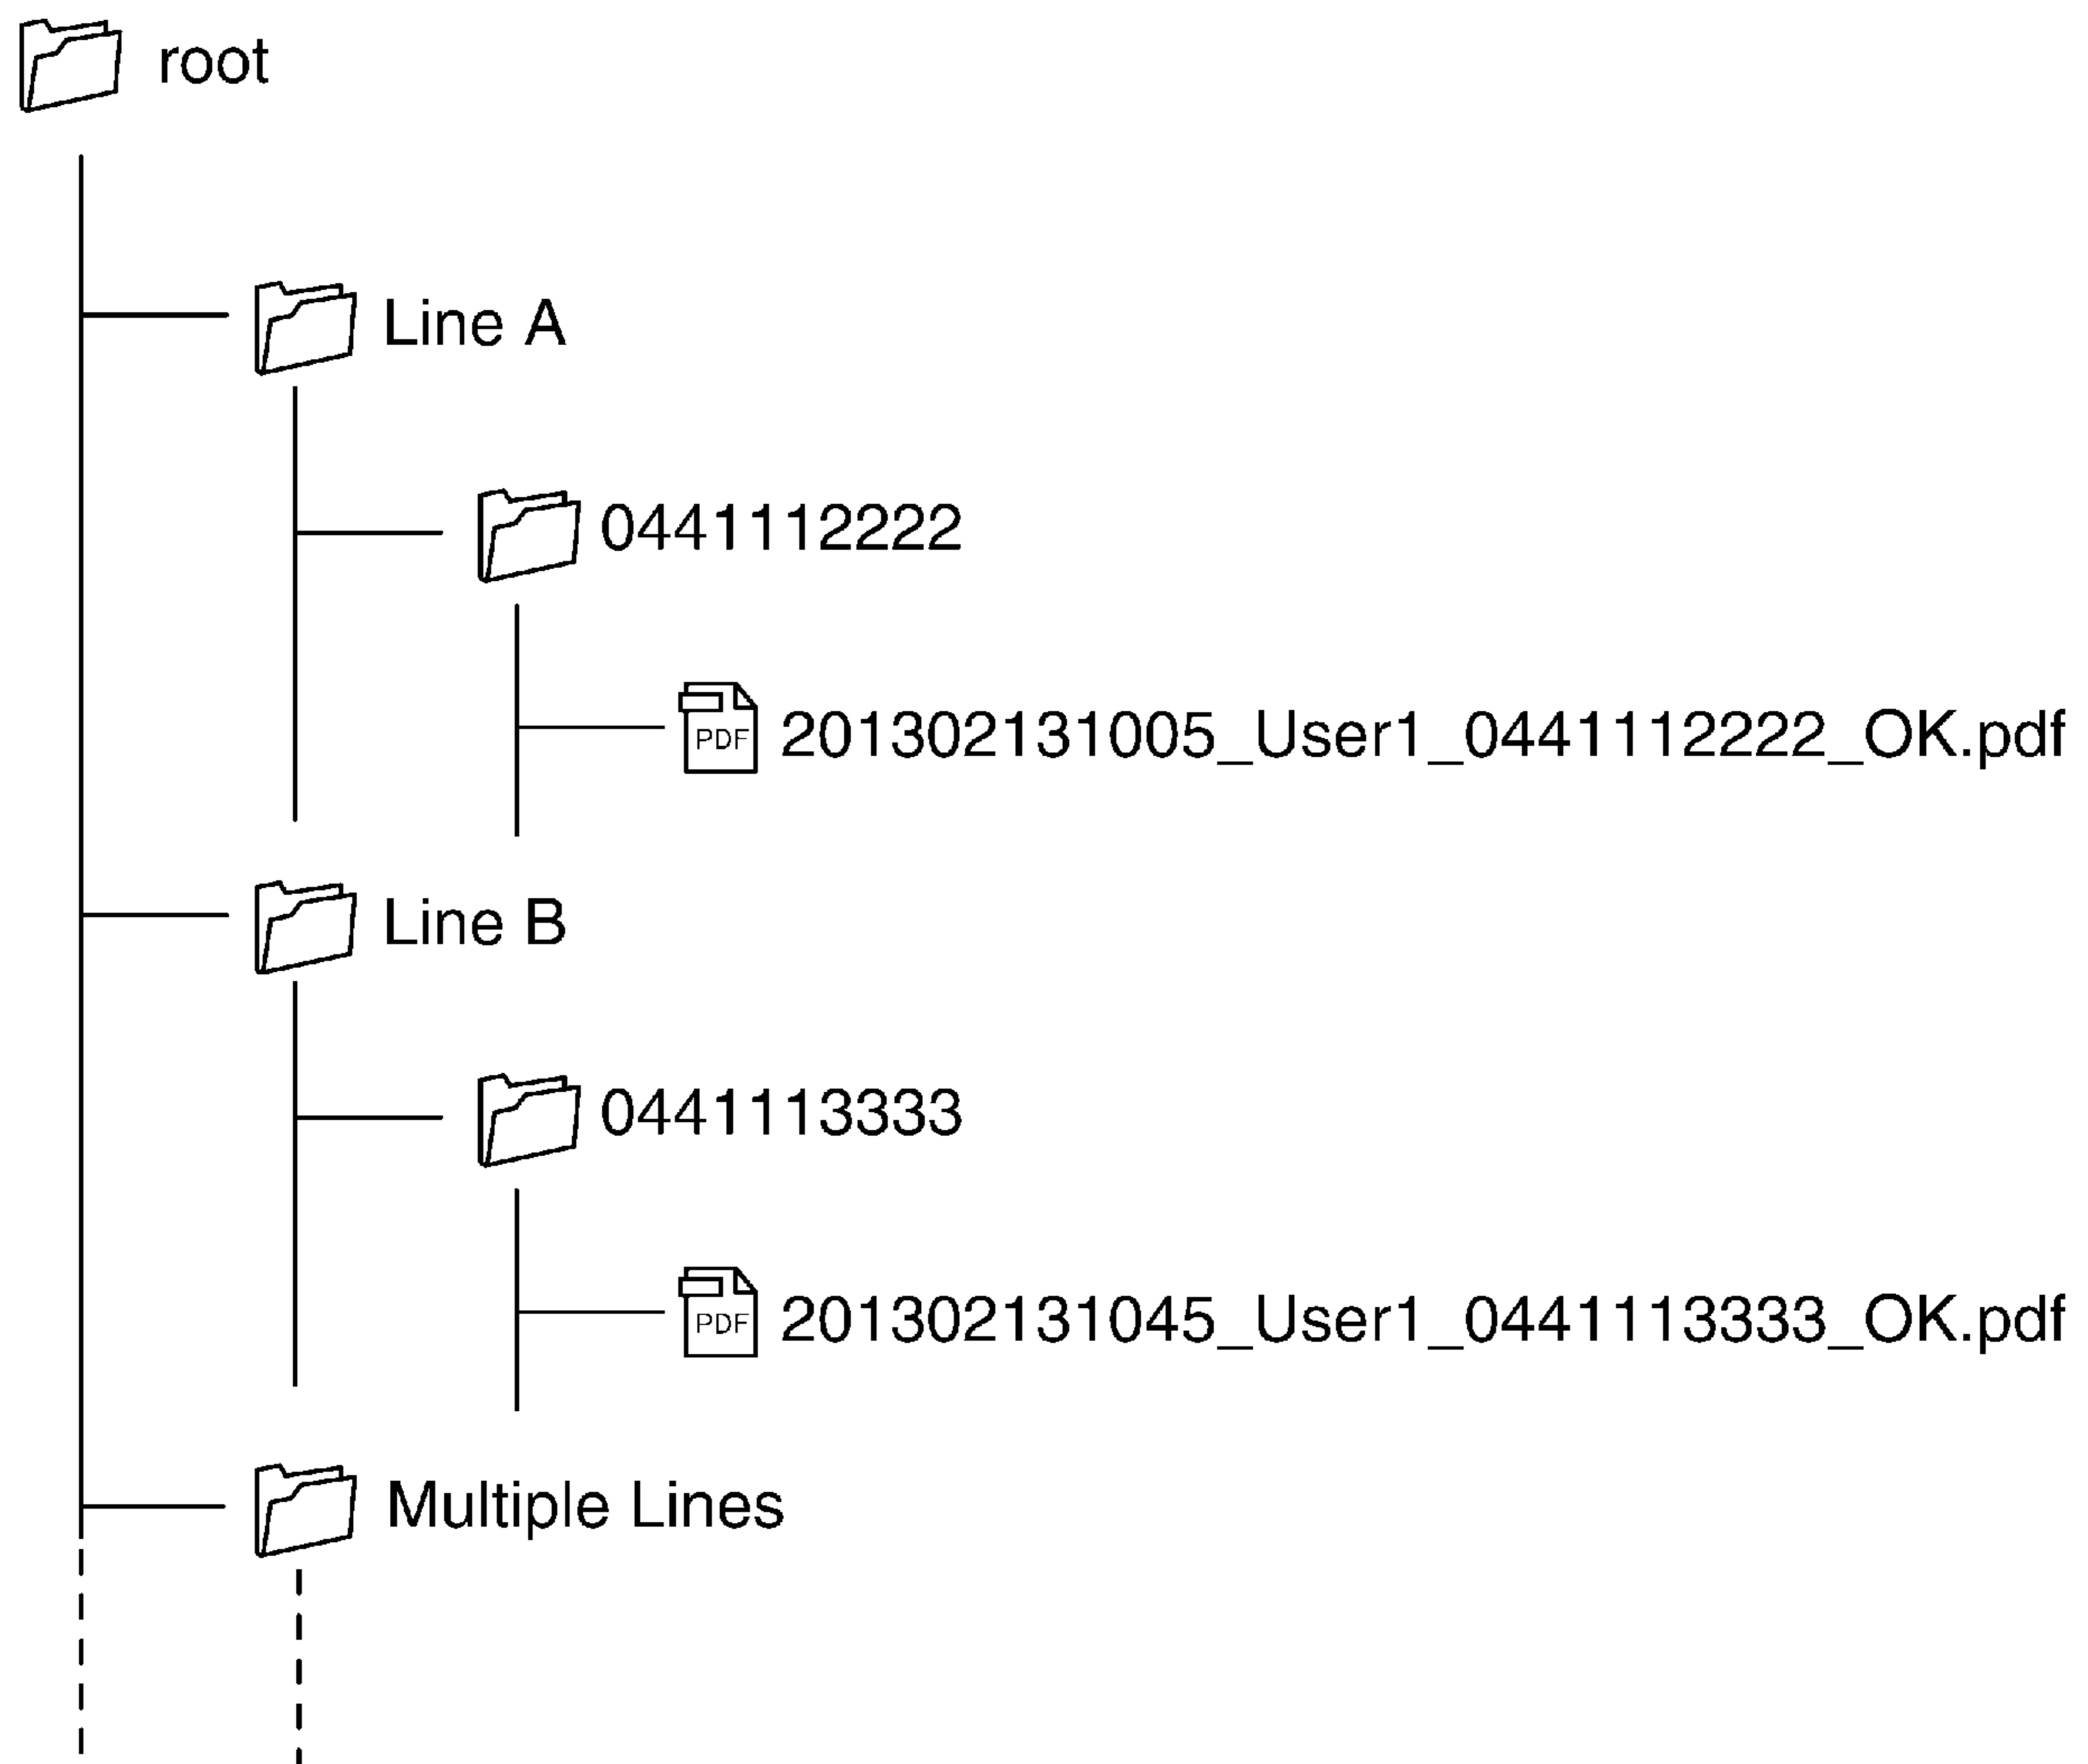 root
Line A
0441112222
PDF 201302131005_User1_0441112222_OK.pdf
Line B
0441113333
PDF 201302131045_User1_0441113333_OK.pdf
Multiple Lines